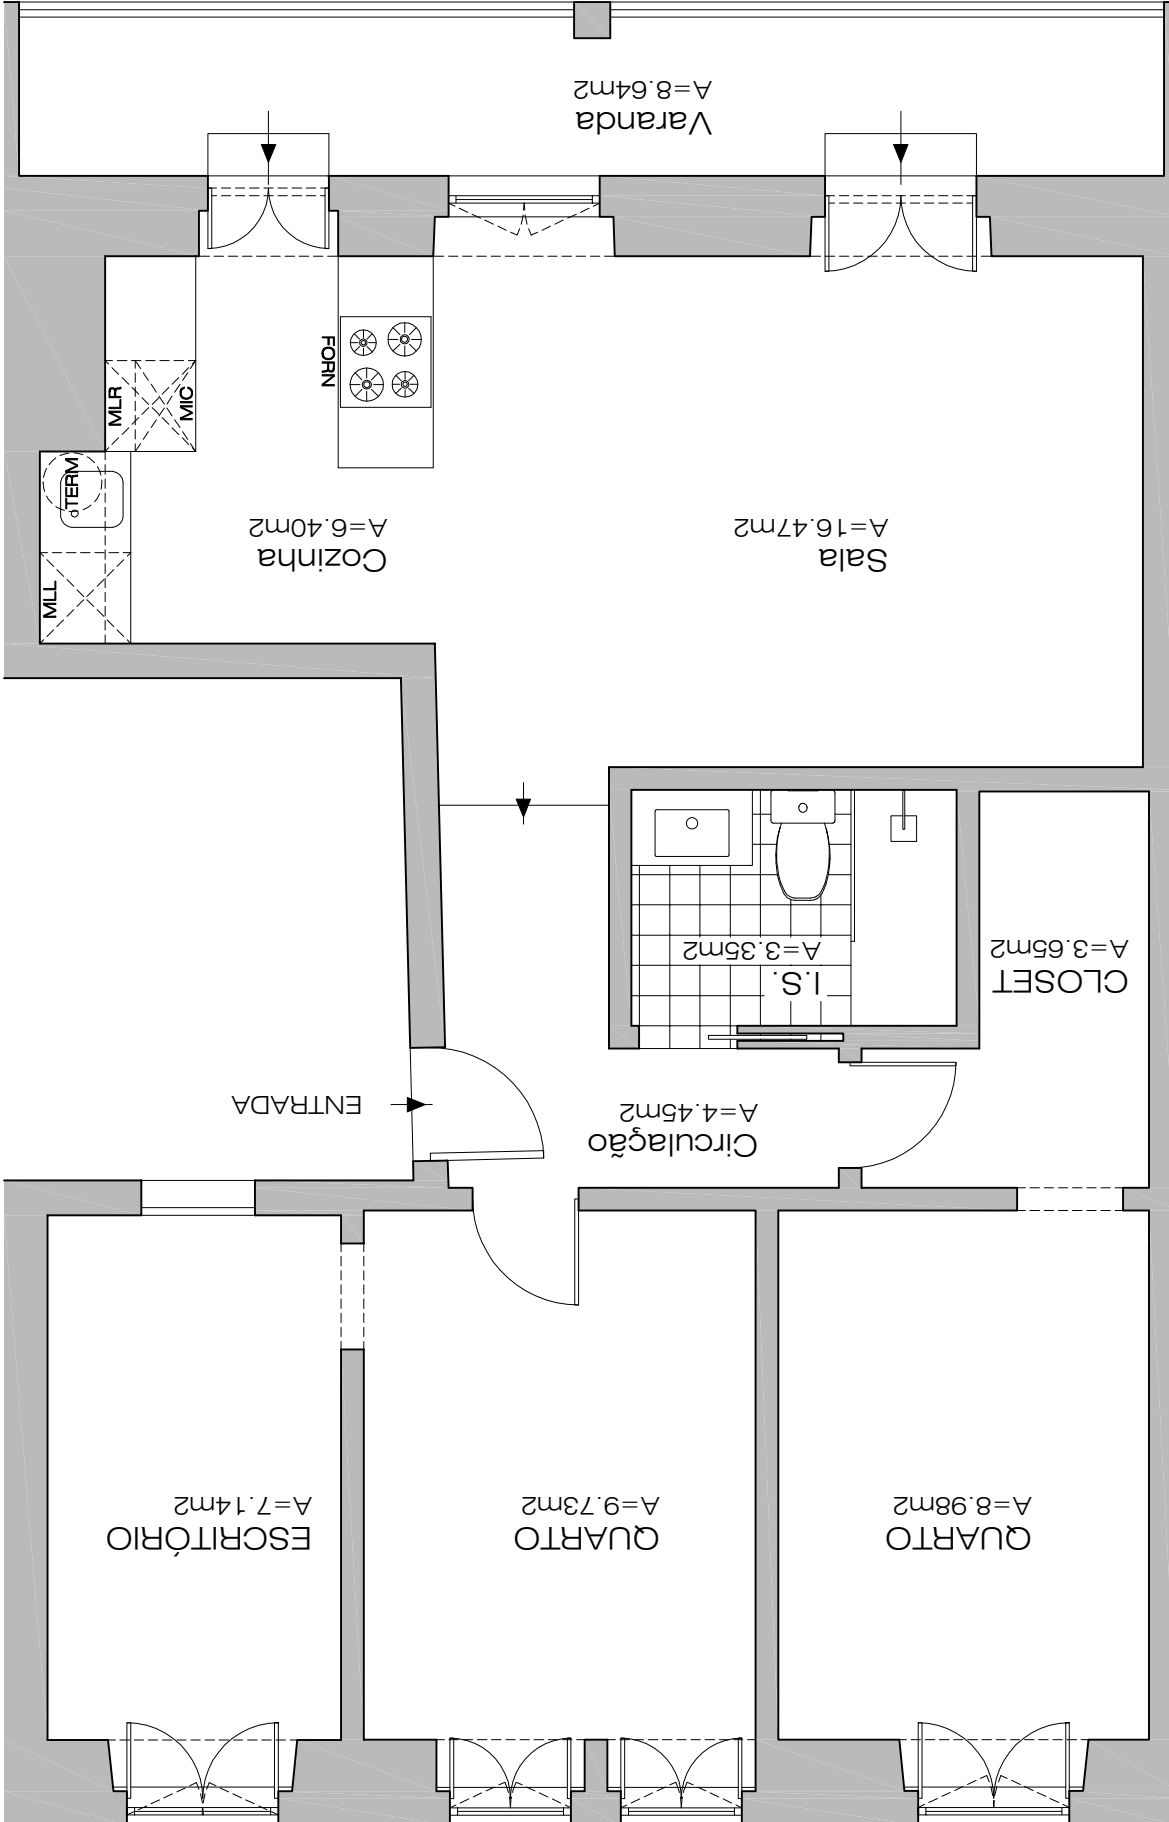 QUARTO
A=8.98m2
QUARTO
A=9.73m2
ESCRITÓRIO
A=7.14m2
Circulação
A=4.45m2
ENTRADA
CLOSET
A=3.65m2
I.S.
A=3.35m2
Sala
A=16.47m2
Cozinha
A=6.40m2
MLL
TERM
MIC
MLR
FORN
Varanda
A=8.64m2